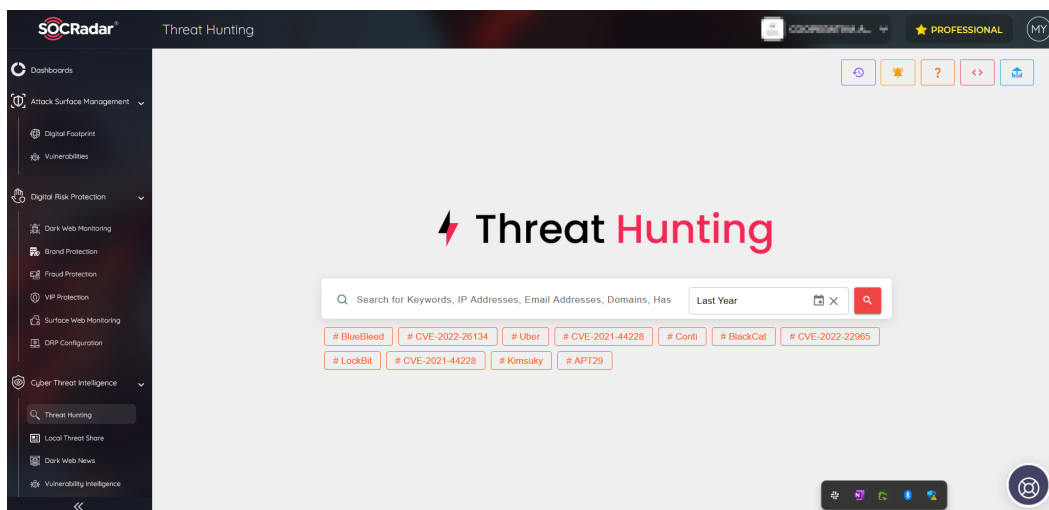 SOCRadar®
Threat Hunting
PROFESSIONAL
MY
Dashboards
Attack Surface Management
Digital Footprint
Vulnerabilities
Digital Risk Protection
Dark Web Monitoring
Brand Protection
Fraud Protection
VIP Protection
Surface Web Monitoring
DRP Configuration
Cyber Threat Intelligence
Threat Hunting
Local Threat Share
Dark Web News
Vulnerability Intelligence
?
<>
Threat Hunting
Search for Keywords, IP Addresses, Email Addresses, Domains, Has
Last Year
# BlueBleed # CVE-2022-26134 # Uber # CVE-2021-44228 # Conti # BlackCat # CVE-2022-22965
# LockBit # CVE-2021-44228 # Kimsuky # APT29